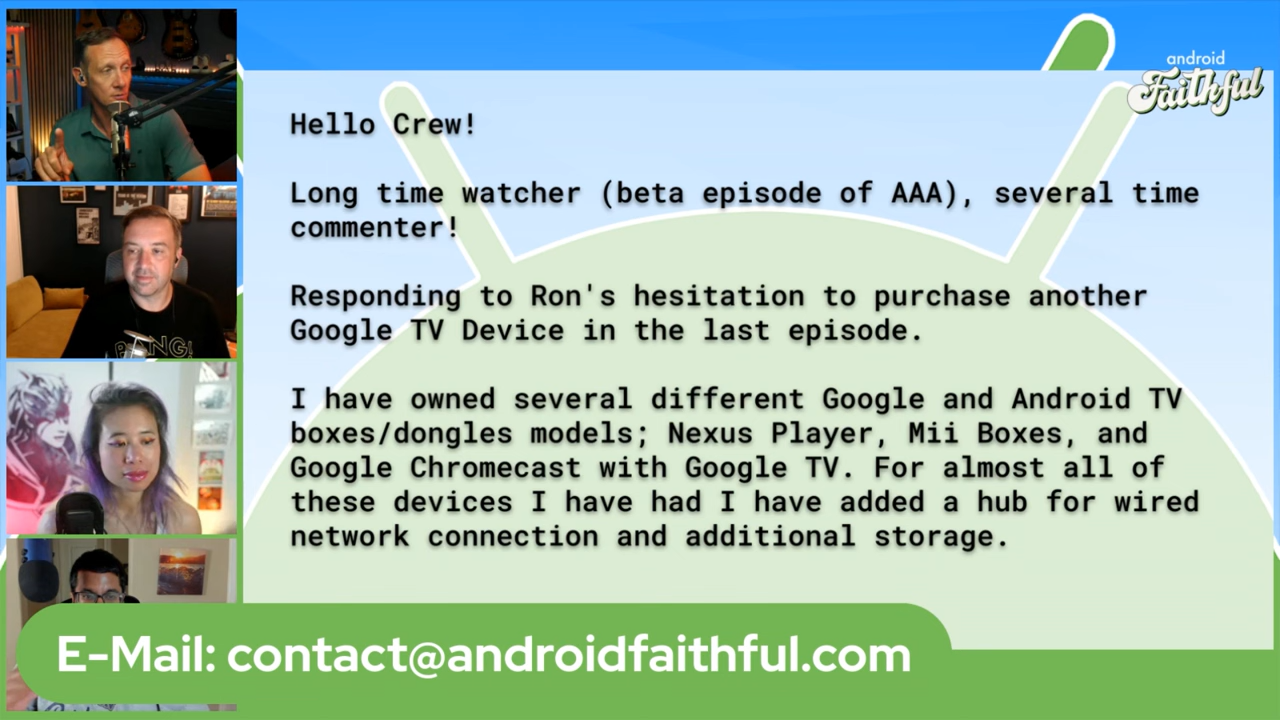 android
Faithful
Hello Crew!
Long time watcher (beta episode of AAA), several time
commenter!
Responding to Ron's hesitation to purchase another
Google TV Device in the last episode.
I have owned several different Google and Android TV
boxes/dongles models; Nexus Player, Mii Boxes, and
Google Chromecast with Google TV. For almost all of
these devices I have had I have added a hub for wired
network connection and additional storage.
E-Mail: contact@androidfaithful.com